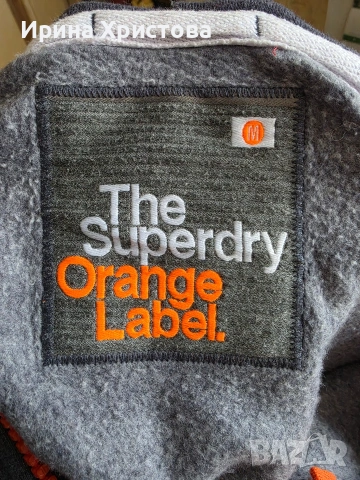 Ирина Христова
M
The
Superdry
Orange
Label.
BAZAR